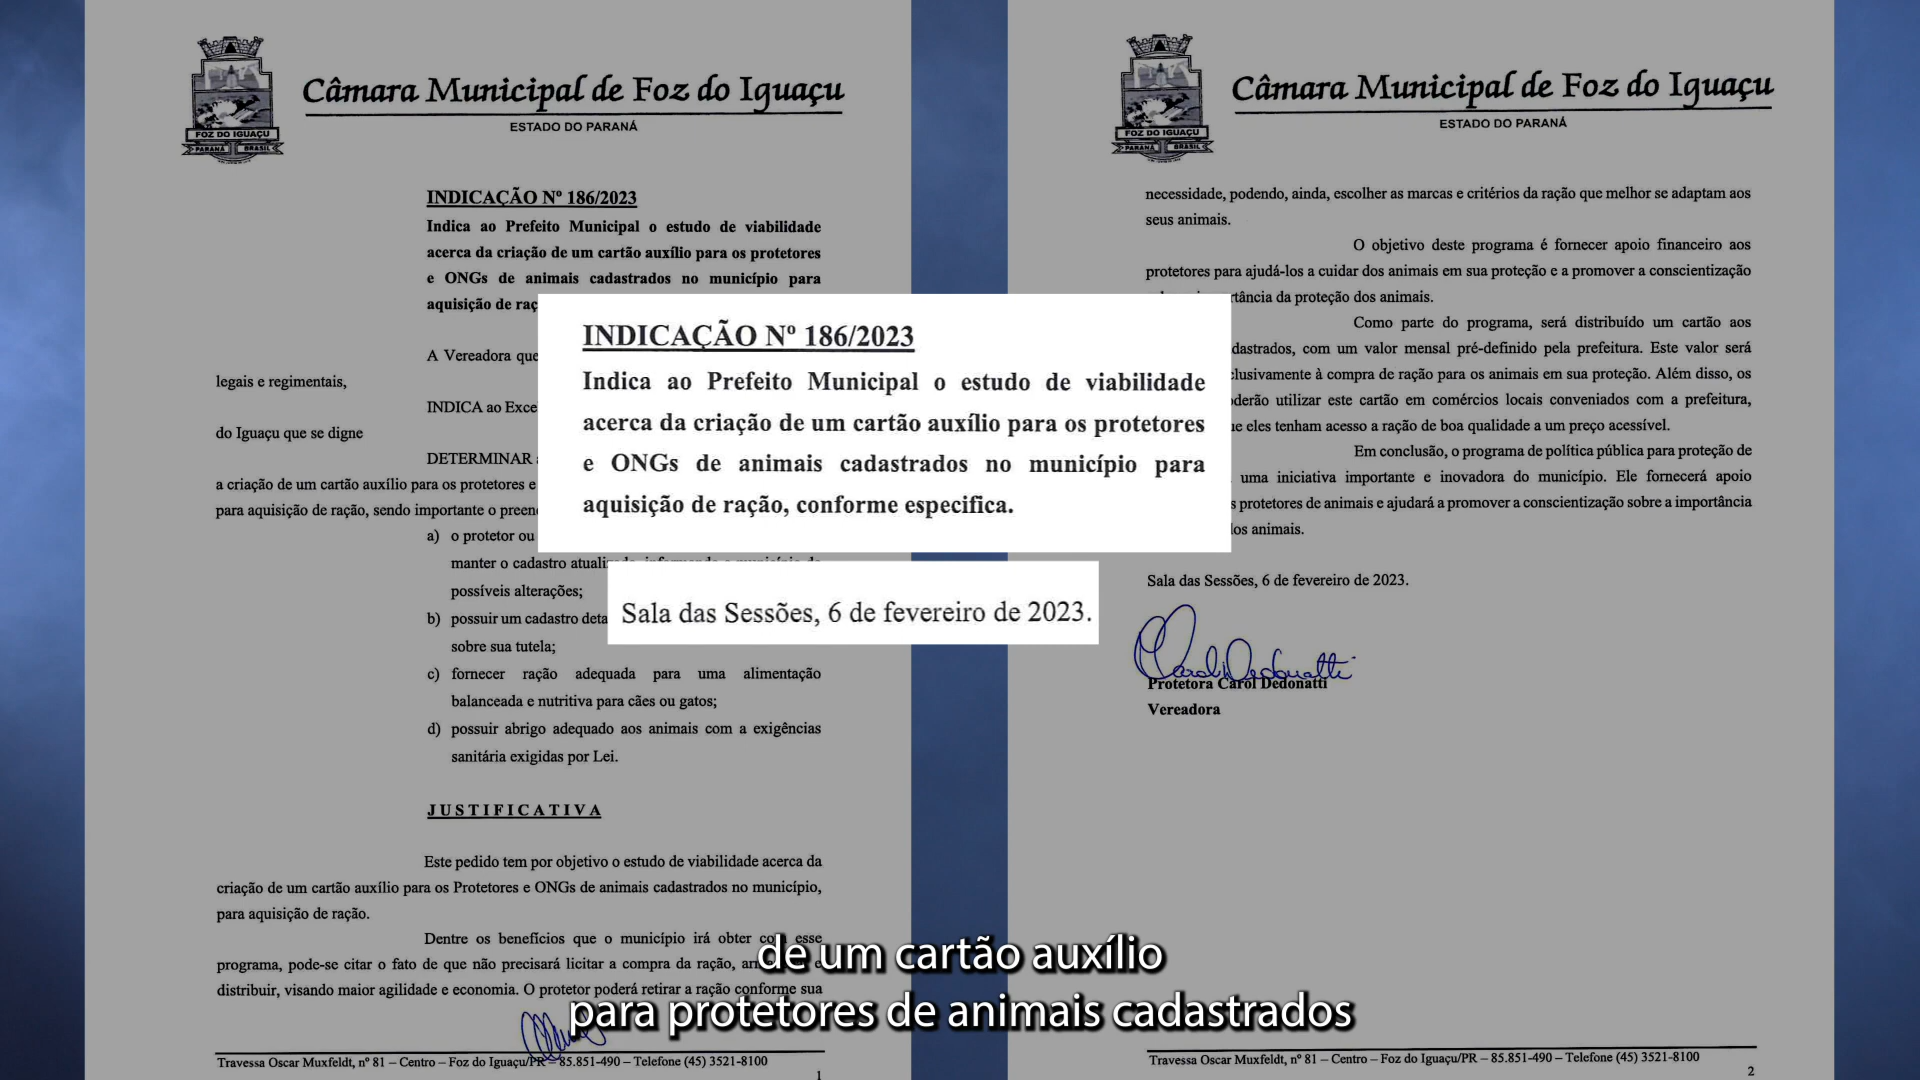 Câmara Municipal de Foz do Iguaçu
ESTADO DO PARANÁ
FOZ DO IGUAÇU
PARANÁ BRASIL
INDICAÇÃO Nº 186/2023
Indica ao Prefeito Municipal o estudo de viabilidade
acerca da criação de um cartão auxílio para os protetores
e ONGs de animais cadastrados no município para
aquisição de
A Vereadora que
legais e regimentais,
INDICA ao
do Iguaçu que se digne
DETERMINAR
a criação de um cartão auxílio para os protetores e
para aquisição de ração, sendo importante o
a) o protetor ou
manter o cadastro
possíveis alterações;
b) possuir um cadastro
sobre sua tutela;
c) fornecer ração adequada para uma alimentação
balanceada e nutritiva para cães ou gatos;
d) possuir abrigo adequado aos animais com a exigências
sanitária exigidas por Lei.
JUSTIFICATIVA
Este pedido tem por objetivo o estudo de viabilidade acerca da
criação de um cartão auxílio para os Protetores e ONGs de animais cadastrados no município,
para aquisição de ração.
Dentre os benefícios que o município irá obter com esse
programa, pode-se citar o fato de que não precisará licitar a compra da ração, e
distribuir, visando maior agilidade e economia. O protetor poderá retirar a ração conforme sua
Travessa Oscar Muxfeldt, nº 81 – Centro – Foz do Iguaçu/PR – 85.851-490 – Telefone (45) 3521-8100
1
Câmara Municipal de Foz do Iguaçu
ESTADO DO PARANÁ
FOZ DO IGUAÇU
PARANÁ BRASIL
necessidade, podendo, ainda, escolher as marcas e critérios da ração que melhor se adaptam aos
seus animais.
O objetivo deste programa é fornecer apoio financeiro aos
protetores para ajudá-los a cuidar dos animais em sua proteção e a promover a conscientização
da proteção dos animais.
Como parte do programa, será distribuído um cartão aos
com um valor mensal pré-definido pela prefeitura. Este valor será
à compra de ração para os animais em sua proteção. Além disso, os
utilizar este cartão em comércios locais conveniados com a prefeitura,
eles tenham acesso a ração de boa qualidade a um preço acessível.
Em conclusão, o programa de política pública para proteção de
uma iniciativa importante e inovadora do município. Ele fornecerá apoio
protetores de animais e ajudará a promover a conscientização sobre a importância
animais.
Sala das Sessões, 6 de fevereiro de 2023.
Carol Dedonatti
Protetora Carol Dedonatti
Vereadora
Travessa Oscar Muxfeldt, nº 81 – Centro – Foz do Iguaçu/PR – 85.851-490 – Telefone (45) 3521-8100
2
INDICAÇÃO Nº 186/2023
Indica ao Prefeito Municipal o estudo de viabilidade
acerca da criação de um cartão auxílio para os protetores
e ONGs de animais cadastrados no município para
aquisição de ração, conforme especifica.
Sala das Sessões, 6 de fevereiro de 2023.
de um cartão auxílio
para protetores de animais cadastrados